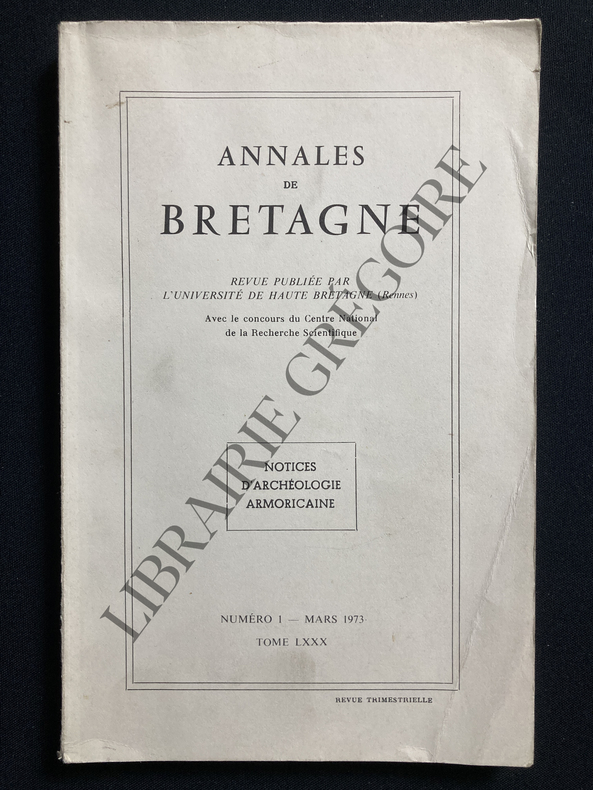 ANNALES
DE
BRETAGNE
REVUE PUBLIÉE PAR
L'UNIVERSITÉ DE HAUTE BRETAGNE (Rennes)
Avec le concours du Centre National
de la Recherche Scientifique
NOTICES
D'ARCHÉOLOGIE
ARMORICAINE
NUMÉRO 1 — MARS 1973
TOME LXXX
REVUE TRIMESTRIELLE
LIBRAIRIE GRÉGOIRE